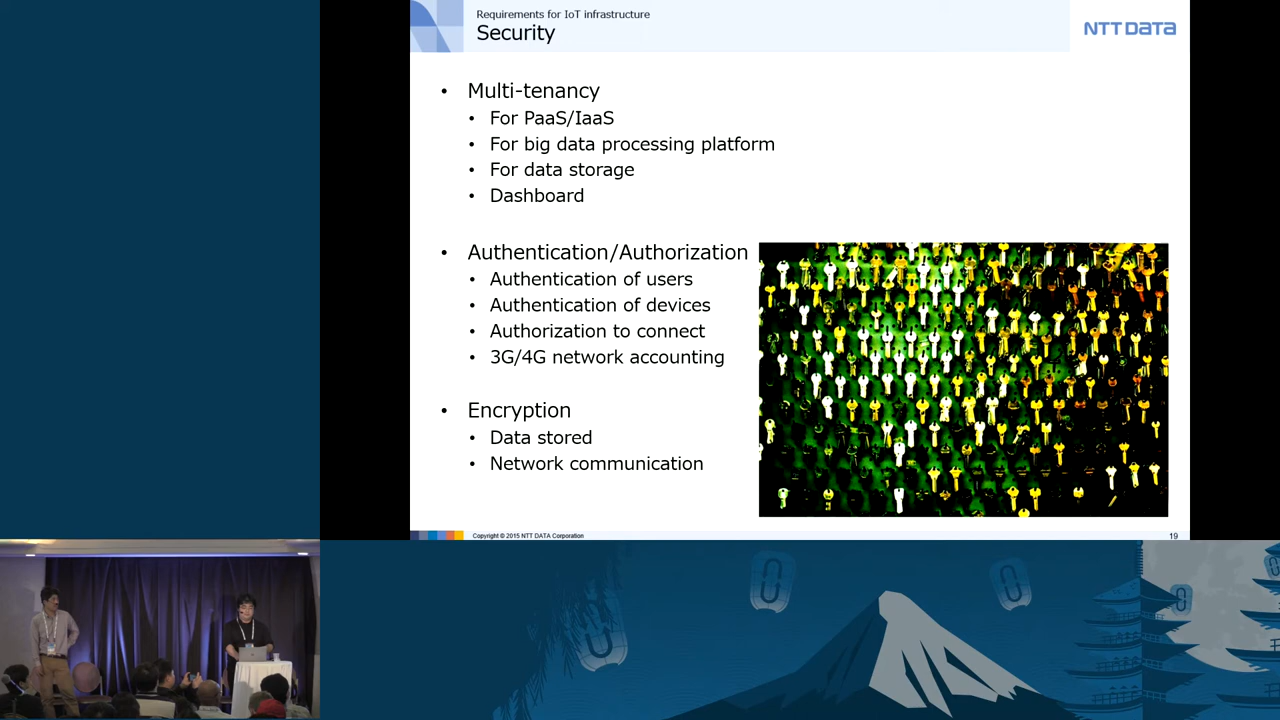 Requirements for IoT infrastructure
Security
NTT DATA
• Multi-tenancy
• For PaaS/IaaS
• For big data processing platform
• For data storage
• Dashboard
• Authentication/Authorization
• Authentication of users
• Authentication of devices
• Authorization to connect
• 3G/4G network accounting
• Encryption
• Data stored
• Network communication
Copyright © 2015 NTT DATA Corporation
19